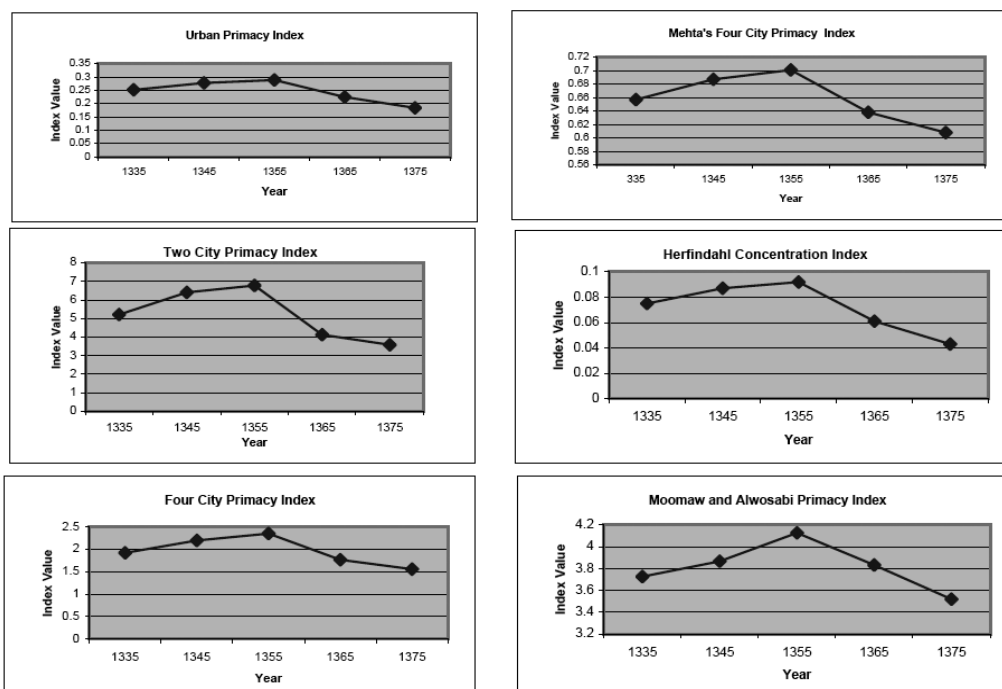 Urban Primacy Index
Index Value
0.35
0.3
0.25
0.2
0.15
0.1
0.05
0
1335 1345 1355 1365 1375
Year
Mehta's Four City Primacy Index
Index Value
0.72
0.7
0.68
0.66
0.64
0.62
0.6
0.58
0.56
335 1345 1355 1365 1375
Year
Two City Primacy Index
Index Value
8
7
6
5
4
3
2
1
0
1335 1345 1355 1365 1375
Year
Herfindahl Concentration Index
Index Value
0.1
0.08
0.06
0.04
0.02
0
1335 1345 1355 1365 1375
Year
Four City Primacy Index
Index Value
2.5
2
1.5
1
0.5
0
1335 1345 1355 1365 1375
Year
Moomaw and Alwosabi Primacy Index
Index Value
4.2
4
3.8
3.6
3.4
3.2
1335 1345 1355 1365 1375
Year